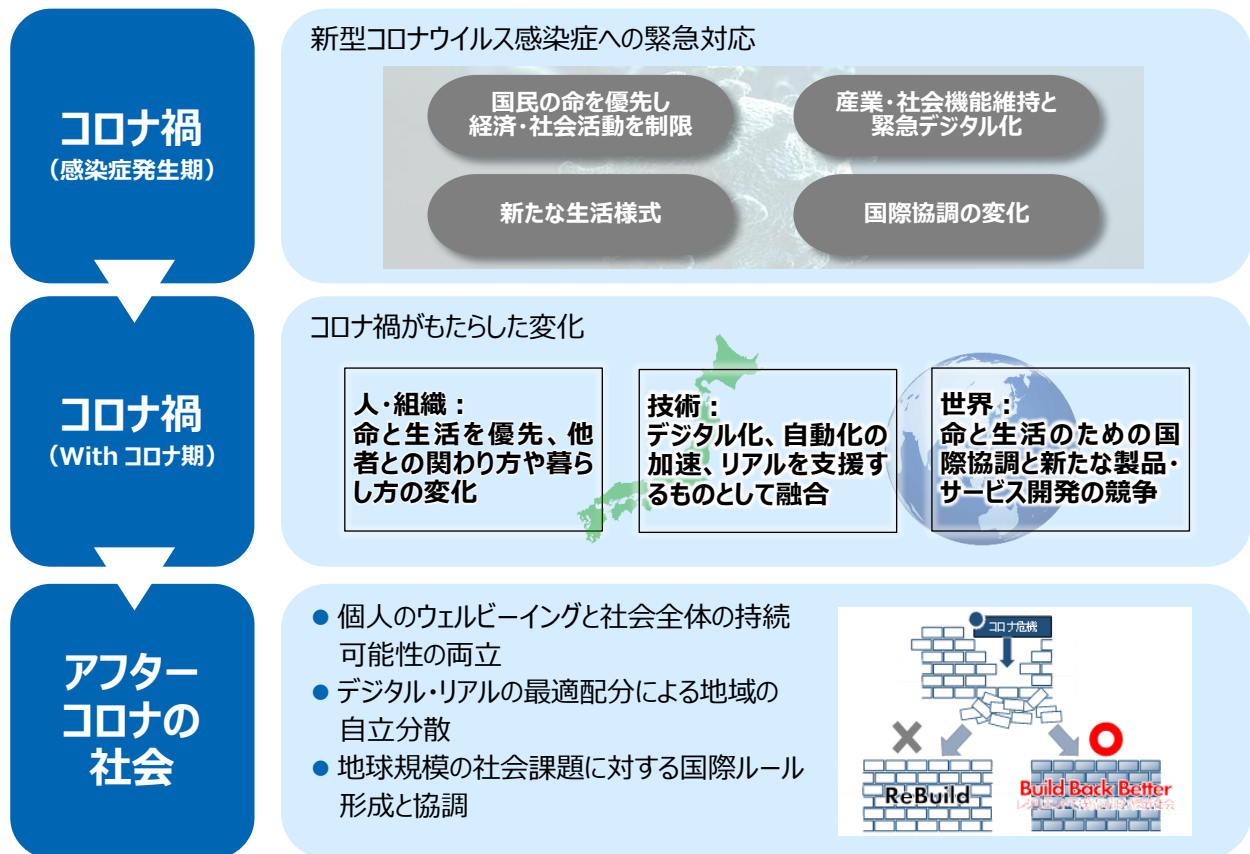 コロナ禍
(感染症発生期)
新型コロナウイルス感染症への緊急対応
国民の命を優先し
経済・社会活動を制限
産業・社会機能維持と
緊急デジタル化
新たな生活様式
国際協調の変化
コロナ禍
(With コロナ期)
コロナ禍がもたらした変化
人・組織：
命と生活を優先、他
者との関わり方や暮ら
し方の変化
技術：
デジタル化、自動化の
加速、リアルを支援す
るものとして融合
世界：
命と生活のための国
際協調と新たな製品・
サービス開発の競争
アフター
コロナの
社会
● 個人のウェルビーイングと社会全体の持続
可能性の両立
● デジタル・リアルの最適配分による地域の
自立分散
● 地球規模の社会課題に対する国際ルール
形成と協調
コロナ危機
ReBuild
Build Back Better